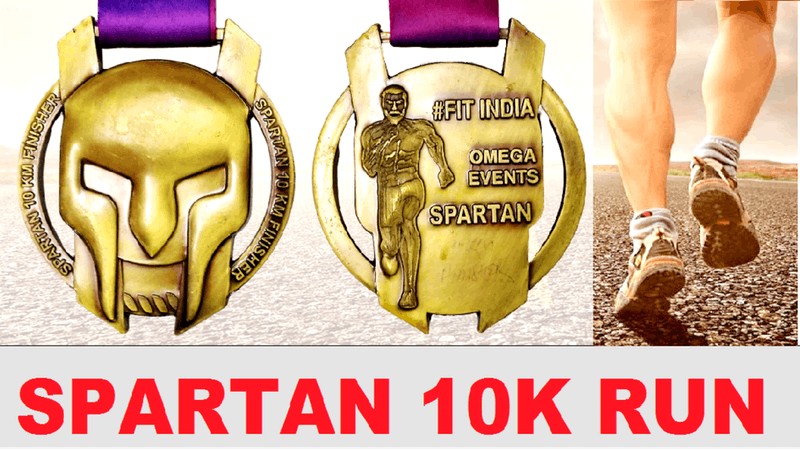 SPARTAN 10 KM FINISHER
SPARTAN 10 KM FINISHER
#FIT INDIA
OMEGA
EVENTS
SPARTAN
SPARTAN 10K RUN